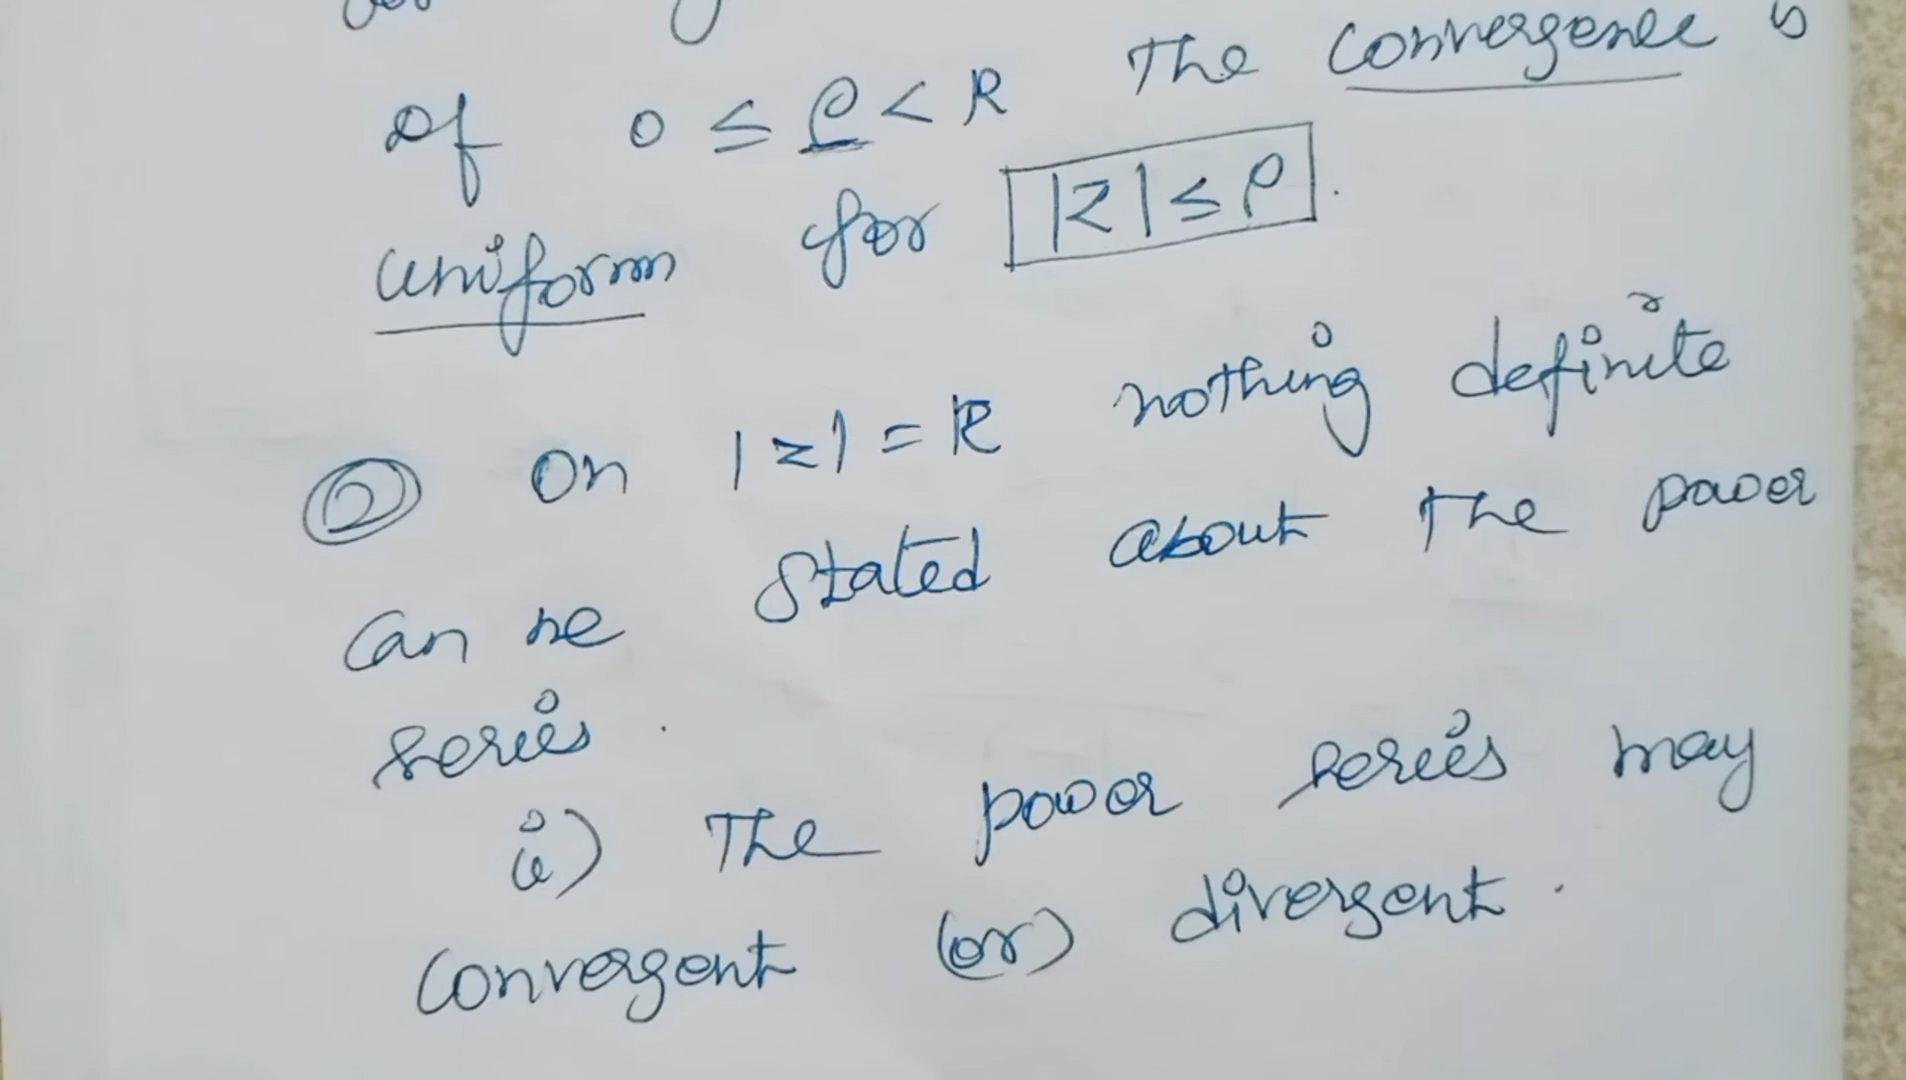 of 0 ≤ ρ < R The convergence is
uniform for |z| ≤ ρ.
② On |z| = R nothing definite
can be stated about the power
series.
ie) The power series may
convergent (or) divergent.